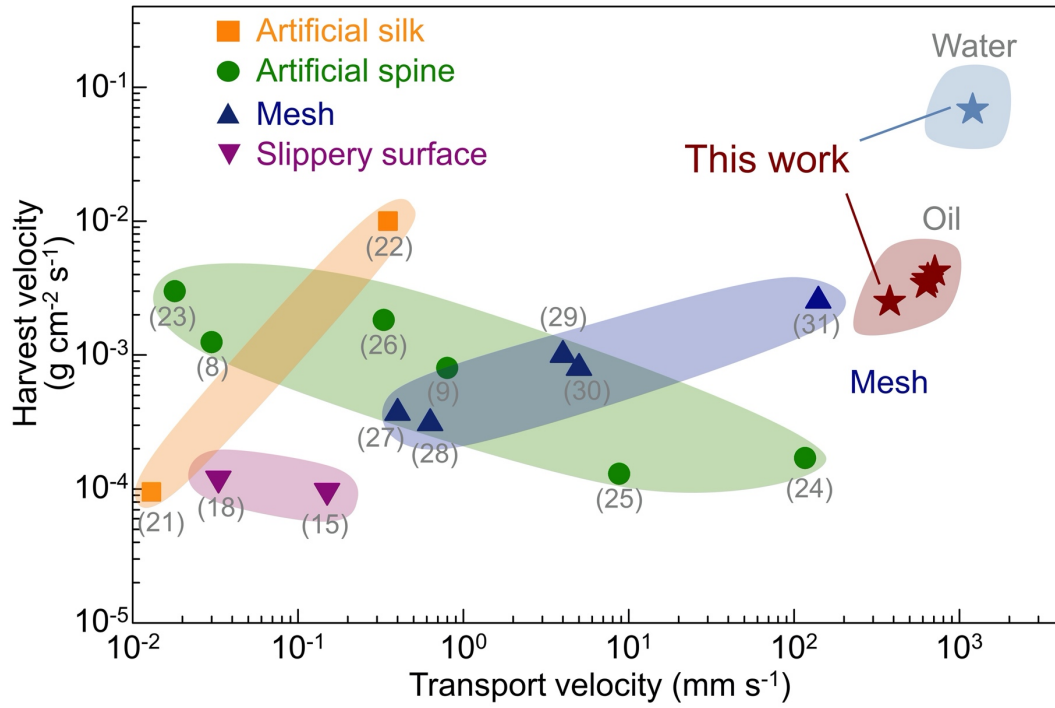 Artificial silk
Artificial spine
Mesh
Slippery surface
Water
This work
Oil
Mesh
(22)
(23)
(8)
(26)
(9)
(29)
(30)
(31)
(27)
(28)
(21)
(18)
(15)
(25)
(24)
Harvest velocity
(g cm⁻² s⁻¹)
10⁻¹
10⁻²
10⁻³
10⁻⁴
10⁻⁵
10⁻² 10⁻¹ 10⁰ 10¹ 10² 10³
Transport velocity (mm s⁻¹)